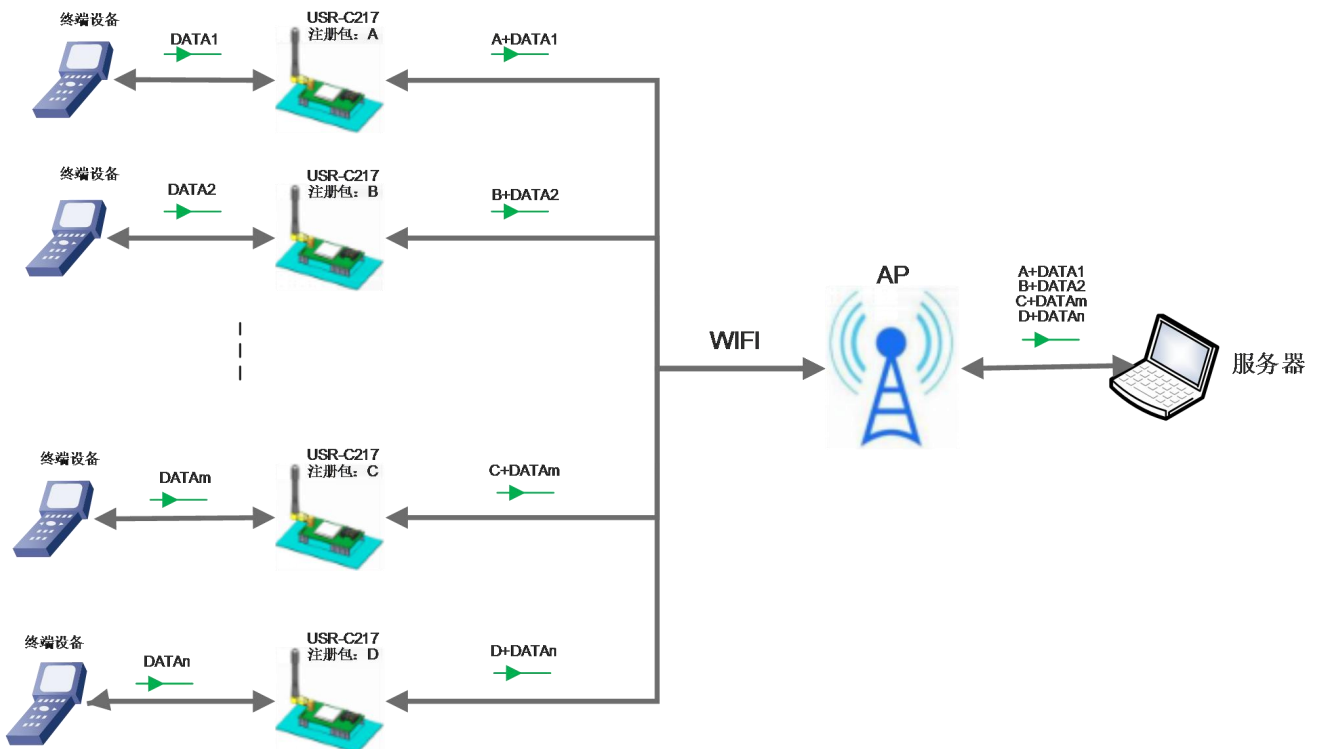 终端设备
DATA1
USR-C217
注册包：A
A+DATA1
终端设备
DATA2
USR-C217
注册包：B
B+DATA2
WIFI
AP
A+DATA1
B+DATA2
C+DATAm
D+DATAn
服务器
终端设备
DATAm
USR-C217
注册包：C
C+DATAm
终端设备
DATAn
USR-C217
注册包：D
D+DATAn